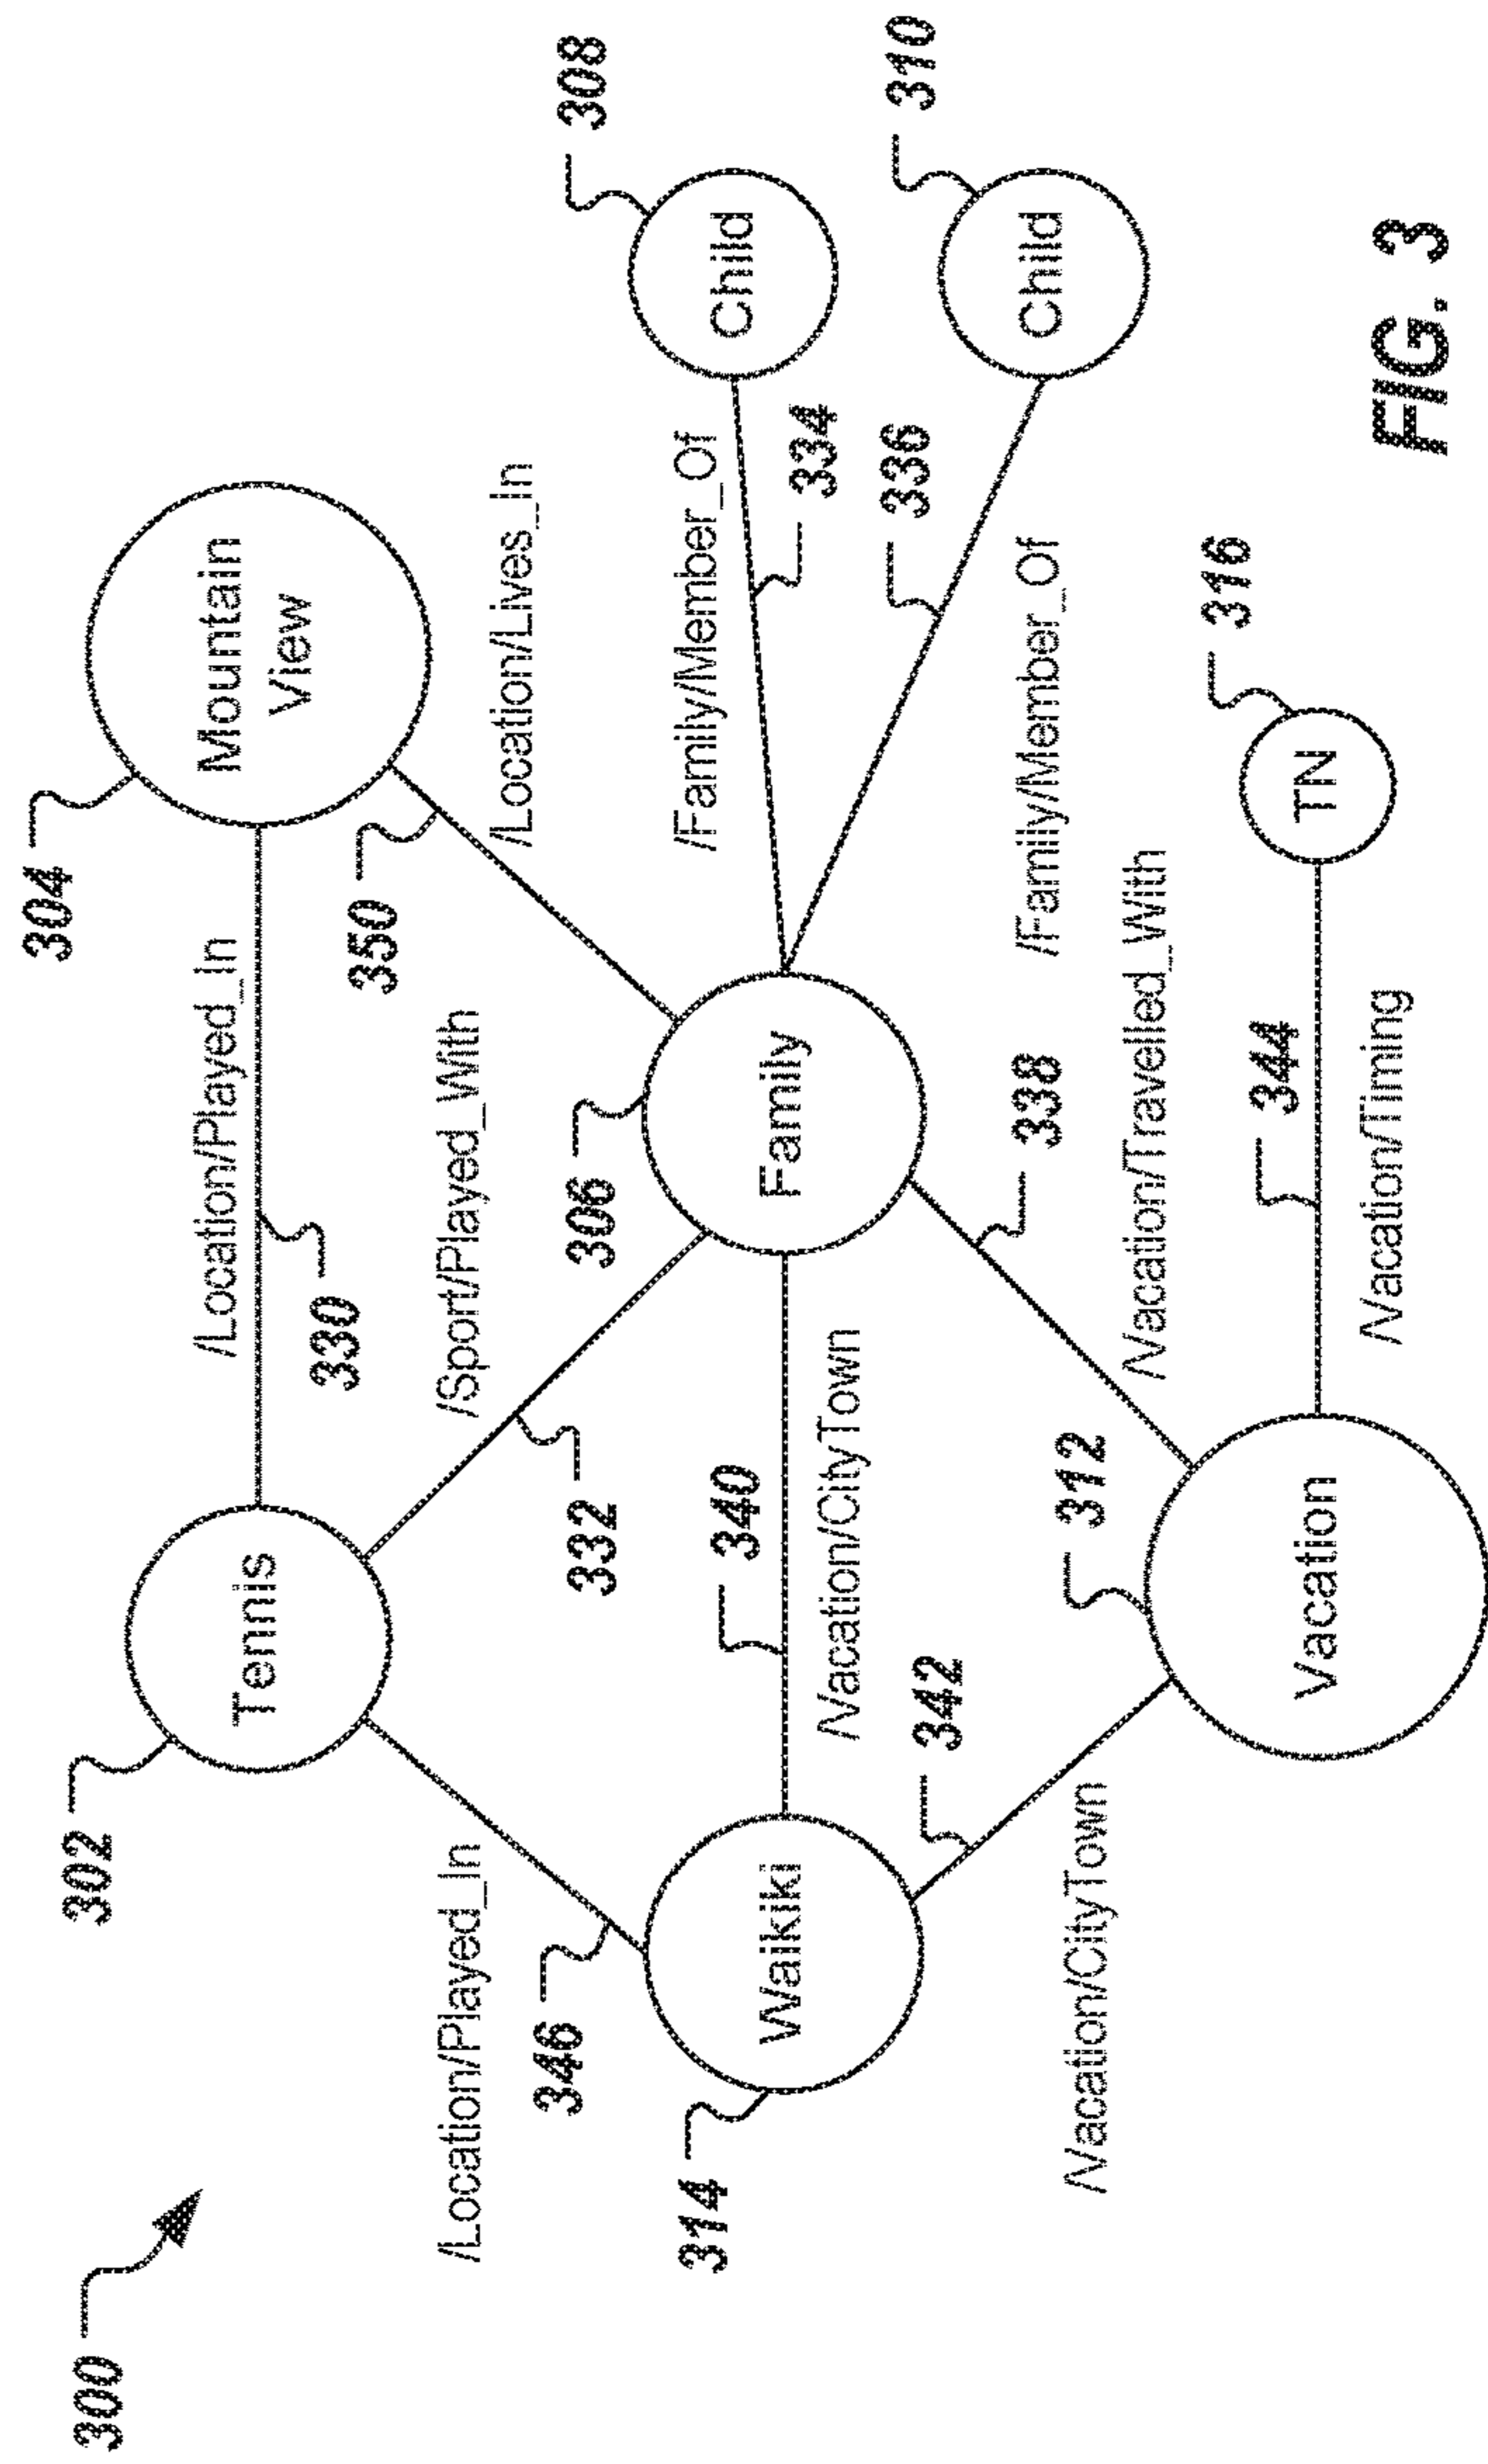 300
302
304
Tennis
/Location/Played_In
330
Mountain
View
350
/Location/Lives_In
/Location/Played_In
346
332
/Sport/Played_With
306
308
314
Waikiki
340
/Vacation/CityTown
Family
/Family/Member_Of
334
Child
336
310
Child
342
/Vacation/CityTown
312
338
/Family/Member_Of
/Vacation/Travelled_With
Vacation
344
/Vacation/Timing
TN
316
FIG. 3